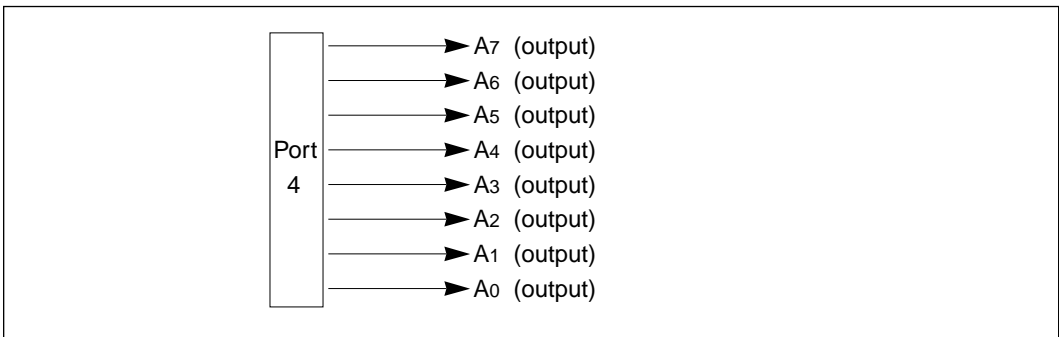 A7 (output)
A6 (output)
A5 (output)
Port
A4 (output)
4
A3 (output)
A2 (output)
A1 (output)
A0 (output)